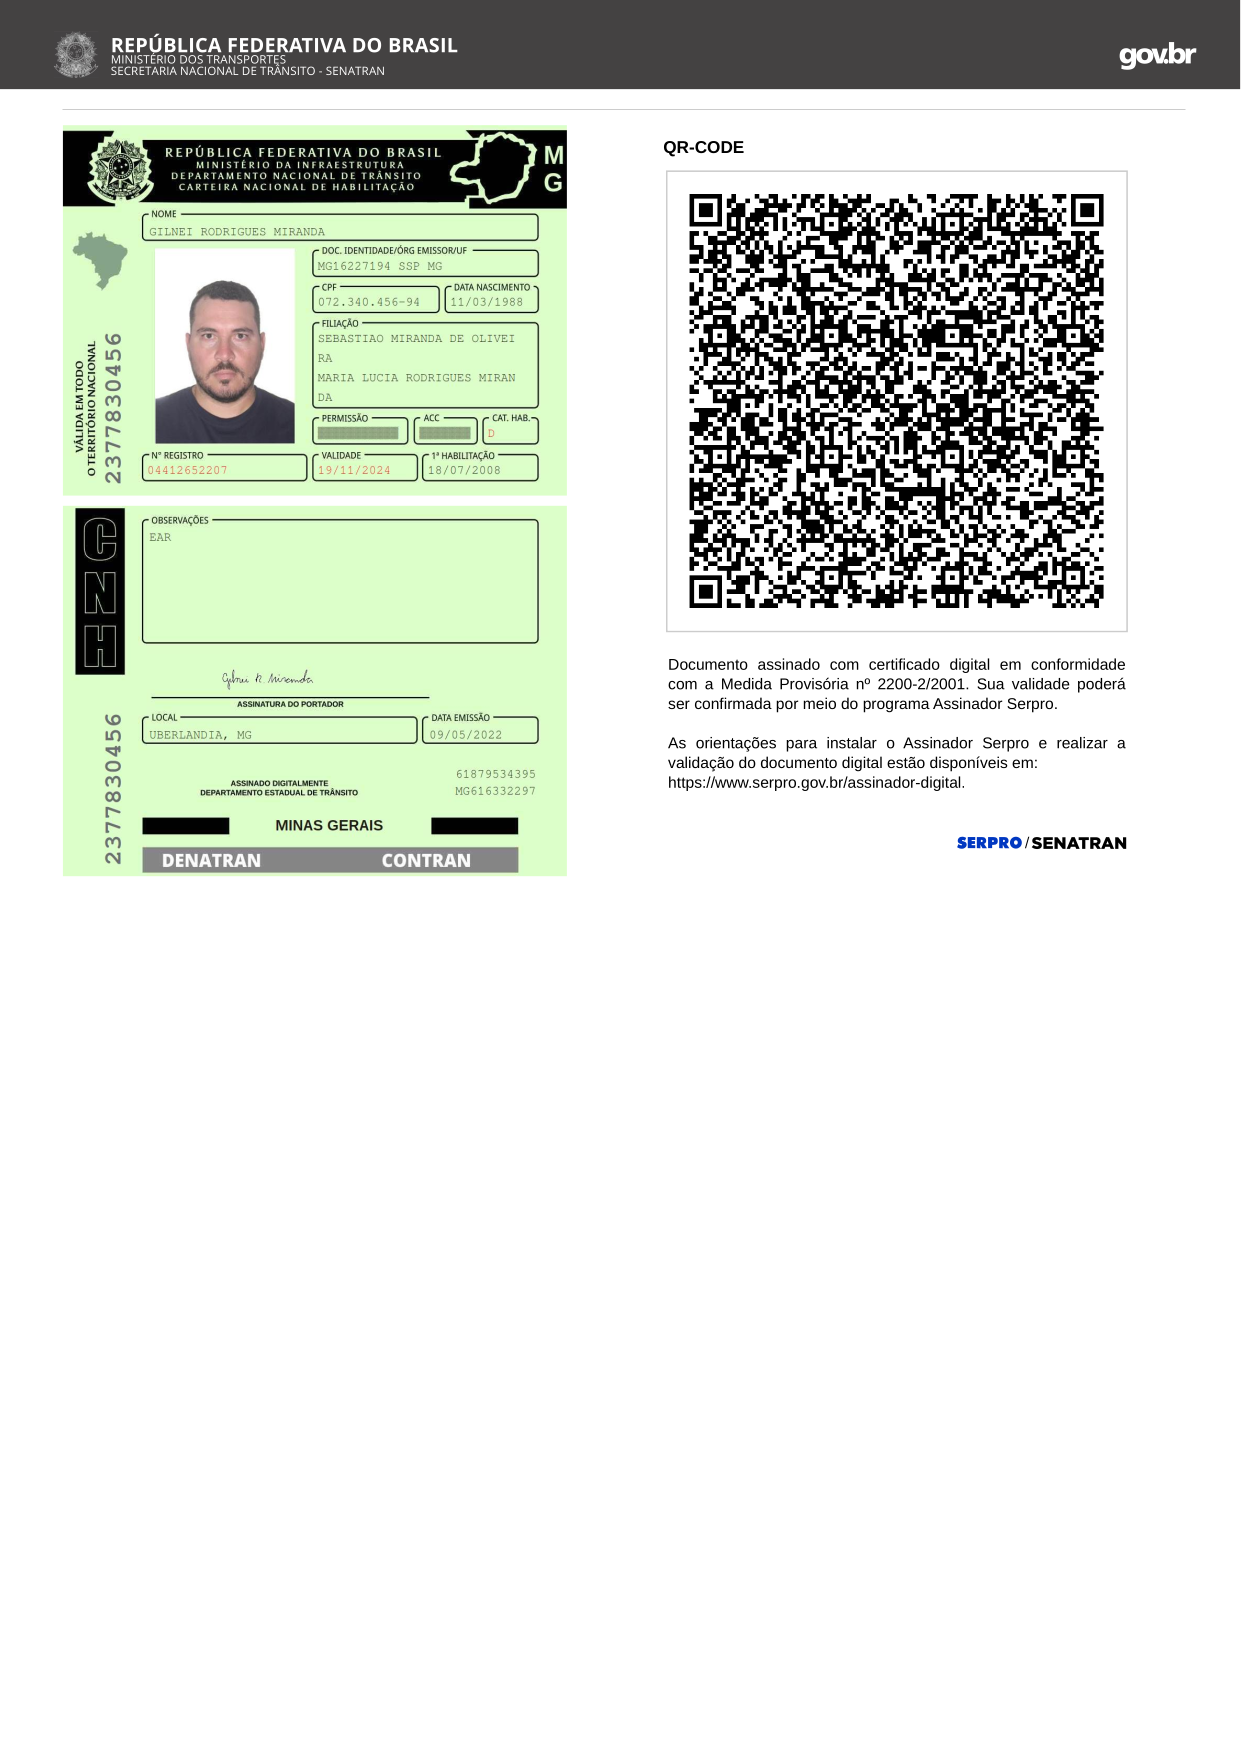 REPÚBLICA FEDERATIVA DO BRASIL
MINISTÉRIO DOS TRANSPORTES
SECRETARIA NACIONAL DE TRÂNSITO - SENATRAN
gov.br
REPÚBLICA FEDERATIVA DO BRASIL
MINISTÉRIO DA INFRAESTRUTURA
DEPARTAMENTO NACIONAL DE TRÂNSITO
CARTEIRA NACIONAL DE HABILITAÇÃO
M
G
NOME
GILNEI RODRIGUES MIRANDA
DOC. IDENTIDADE/ÓRG EMISSOR/UF
MG16227194 SSP MG
CPF
072.340.456-94
DATA NASCIMENTO
11/03/1988
FILIAÇÃO
SEBASTIAO MIRANDA DE OLIVEI
RA
MARIA LUCIA RODRIGUES MIRAN
DA
PERMISSÃO
ACC
CAT. HAB.
D
Nº REGISTRO
04412652207
VALIDADE
19/11/2024
1ª HABILITAÇÃO
18/07/2008
VÁLIDA EM TODO
O TERRITÓRIO NACIONAL
2377830456
CNH
OBSERVAÇÕES
EAR
Gilnei R. Miranda
ASSINATURA DO PORTADOR
LOCAL
UBERLANDIA, MG
DATA EMISSÃO
09/05/2022
ASSINADO DIGITALMENTE
DEPARTAMENTO ESTADUAL DE TRÂNSITO
61879534395
MG616332297
2377830456
MINAS GERAIS
DENATRAN CONTRAN
QR-CODE
Documento assinado com certificado digital em conformidade
com a Medida Provisória nº 2200-2/2001. Sua validade poderá
ser confirmada por meio do programa Assinador Serpro.
As orientações para instalar o Assinador Serpro e realizar a
validação do documento digital estão disponíveis em:
https://www.serpro.gov.br/assinador-digital.
SERPRO / SENATRAN